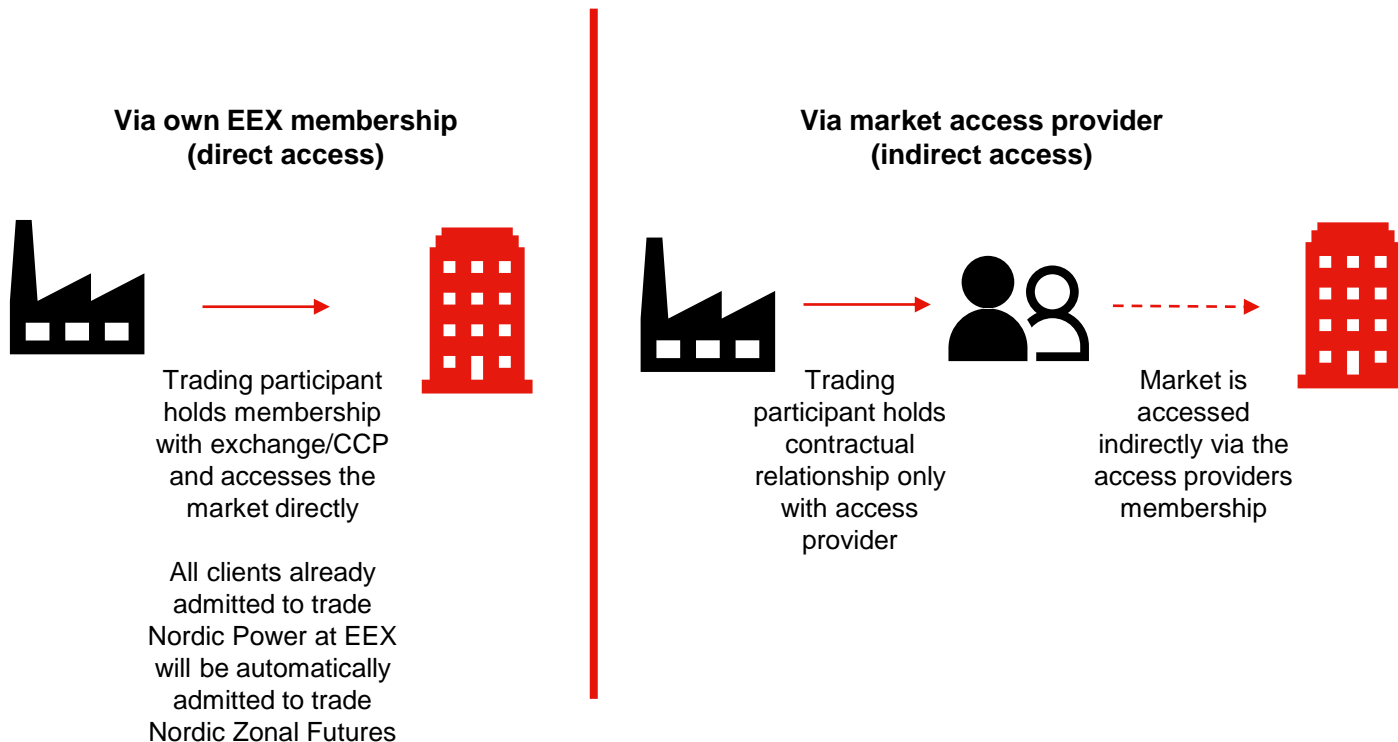 Via own EEX membership
(direct access)
Trading participant
holds membership
with exchange/CCP
and accesses the
market directly
All clients already
admitted to trade
Nordic Power at EEX
will be automatically
admitted to trade
Nordic Zonal Futures
Via market access provider
(indirect access)
Trading
participant holds
contractual
relationship only
with access
provider
Market is
accessed
indirectly via the
access providers
membership